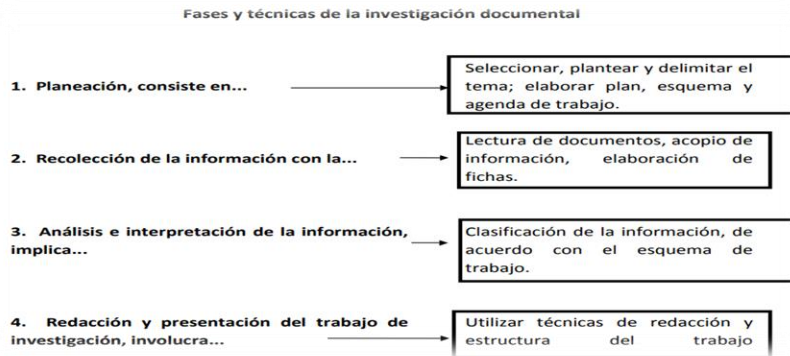 Fases y técnicas de la investigación documental
1. Planeación, consiste en...
Seleccionar, plantear y delimitar el
tema; elaborar plan, esquema y
agenda de trabajo.
2. Recolección de la información con la...
Lectura de documentos, acopio de
información, elaboración de
fichas.
3. Análisis e interpretación de la información,
implica...
Clasificación de la información, de
acuerdo con el esquema de
trabajo.
4. Redacción y presentación del trabajo de
investigación, involucra...
Utilizar técnicas de redacción y
estructura del trabajo